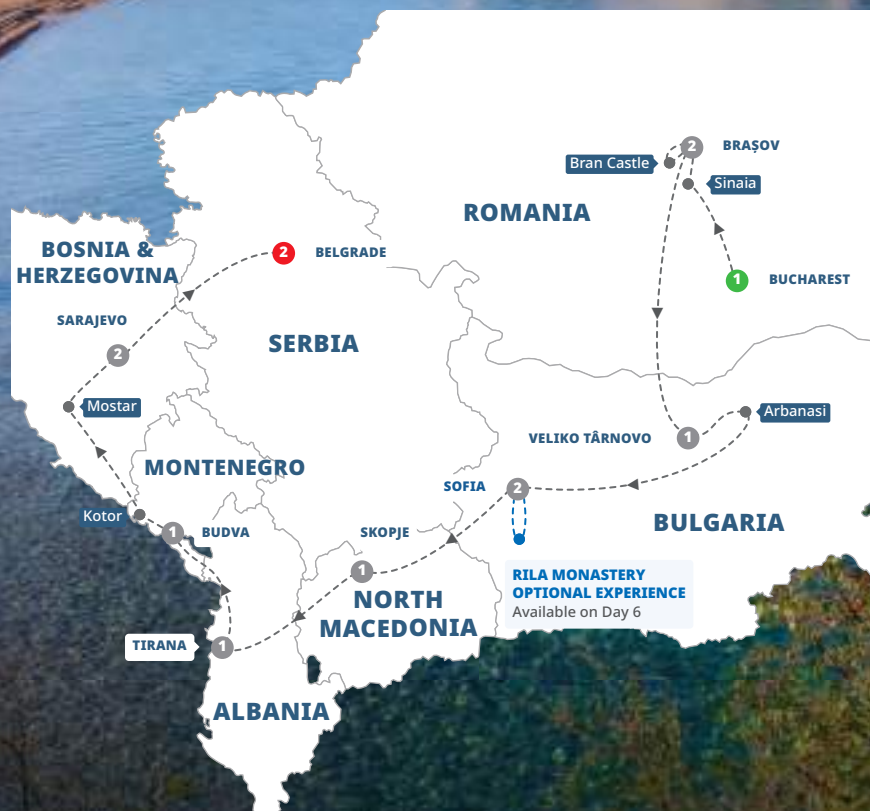 BRAȘOV
2
Bran Castle
Sinaia
ROMANIA
BOSNIA &
HERZEGOVINA
2
BELGRADE
1
BUCHAREST
SARAJEVO
2
SERBIA
Mostar
Arbanasi
VELIKO TÂRNOVO
1
MONTENEGRO
SOFIA
2
Kotor
1
BUDVA
SKOPJE
BULGARIA
1
RILA MONASTERY
OPTIONAL EXPERIENCE
Available on Day 6
NORTH
MACEDONIA
TIRANA
1
ALBANIA